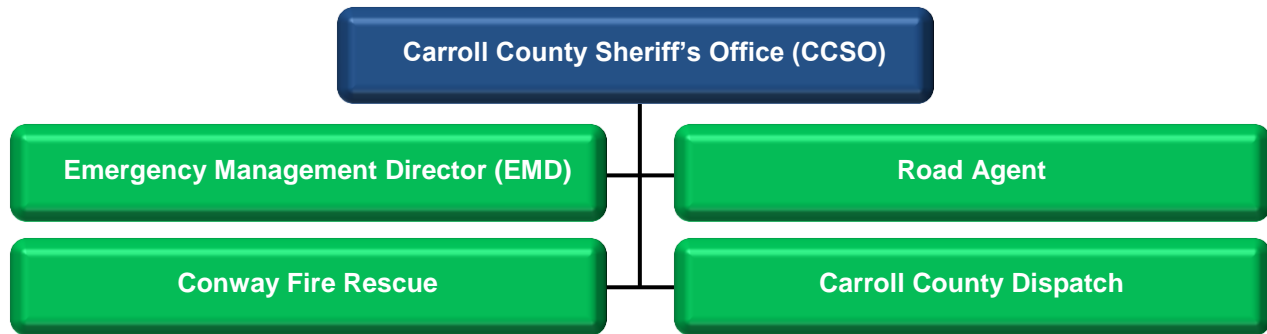 Carroll County Sheriff’s Office (CCSO)
Emergency Management Director (EMD)
Road Agent
Conway Fire Rescue
Carroll County Dispatch